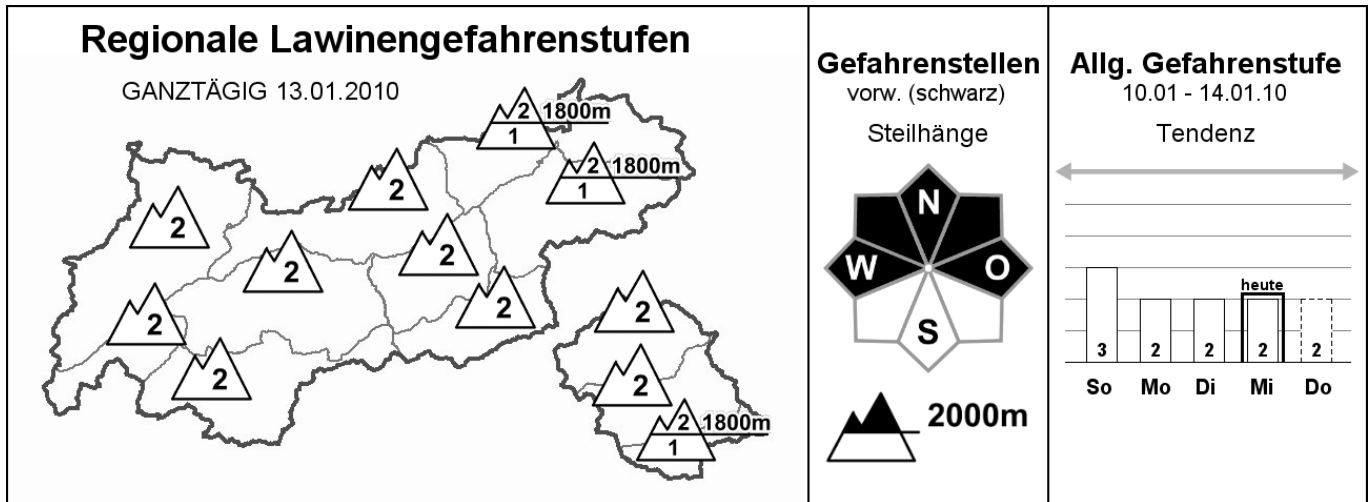 Regionale Lawinengefahrenstufen
GANZTÄGIG 13.01.2010
2 1800m
1
2 1800m
1
2
2
2
2
2
2
2
2
2
2 1800m
1
Gefahrenstellen
vorw. (schwarz)
Steilhänge
N
W O
S
2000m
Allg. Gefahrenstufe
10.01 - 14.01.10
Tendenz
heute
3 2 2 2 2
So Mo Di Mi Do